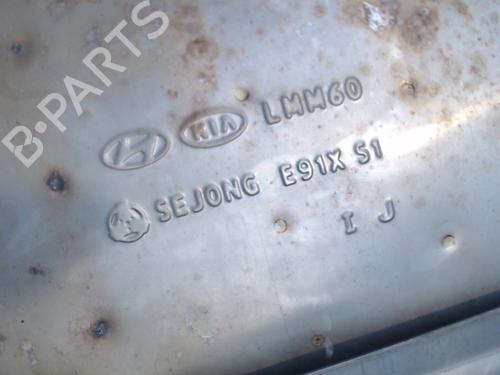 B-PARTS
KIA LMM60
SEJONG E91X S1
I J